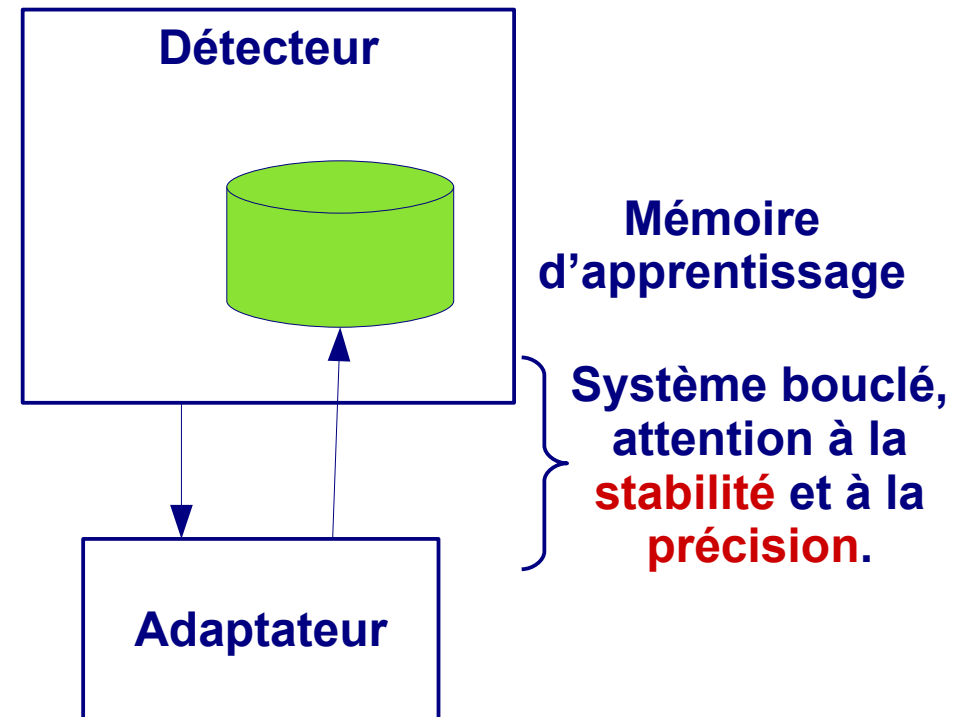 Détecteur
Mémoire
d’apprentissage
Système bouclé,
attention à la
stabilité et à la
précision.
Adaptateur